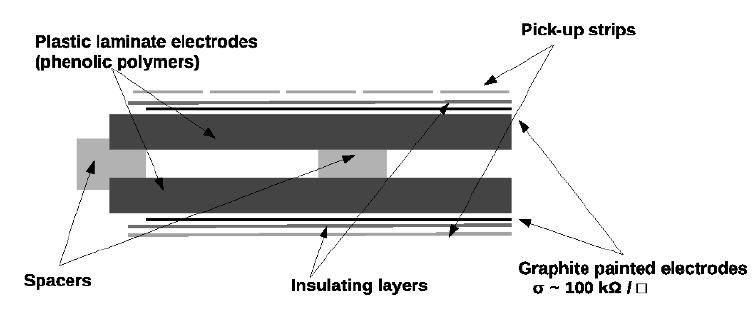 Pick-up strips
Plastic laminate electrodes
(phenolic polymers)
Spacers
Insulating layers
Graphite painted electrodes
σ ~ 100 kΩ / □